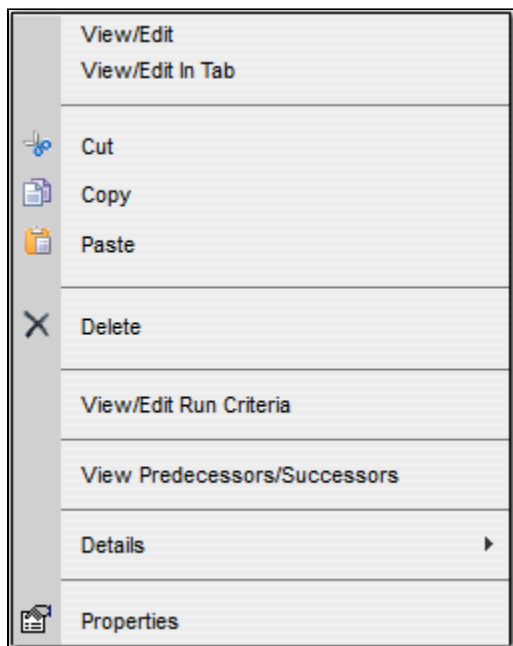 View/Edit
View/Edit In Tab
Cut
Copy
Paste
Delete
View/Edit Run Criteria
View Predecessors/Successors
Details
Properties